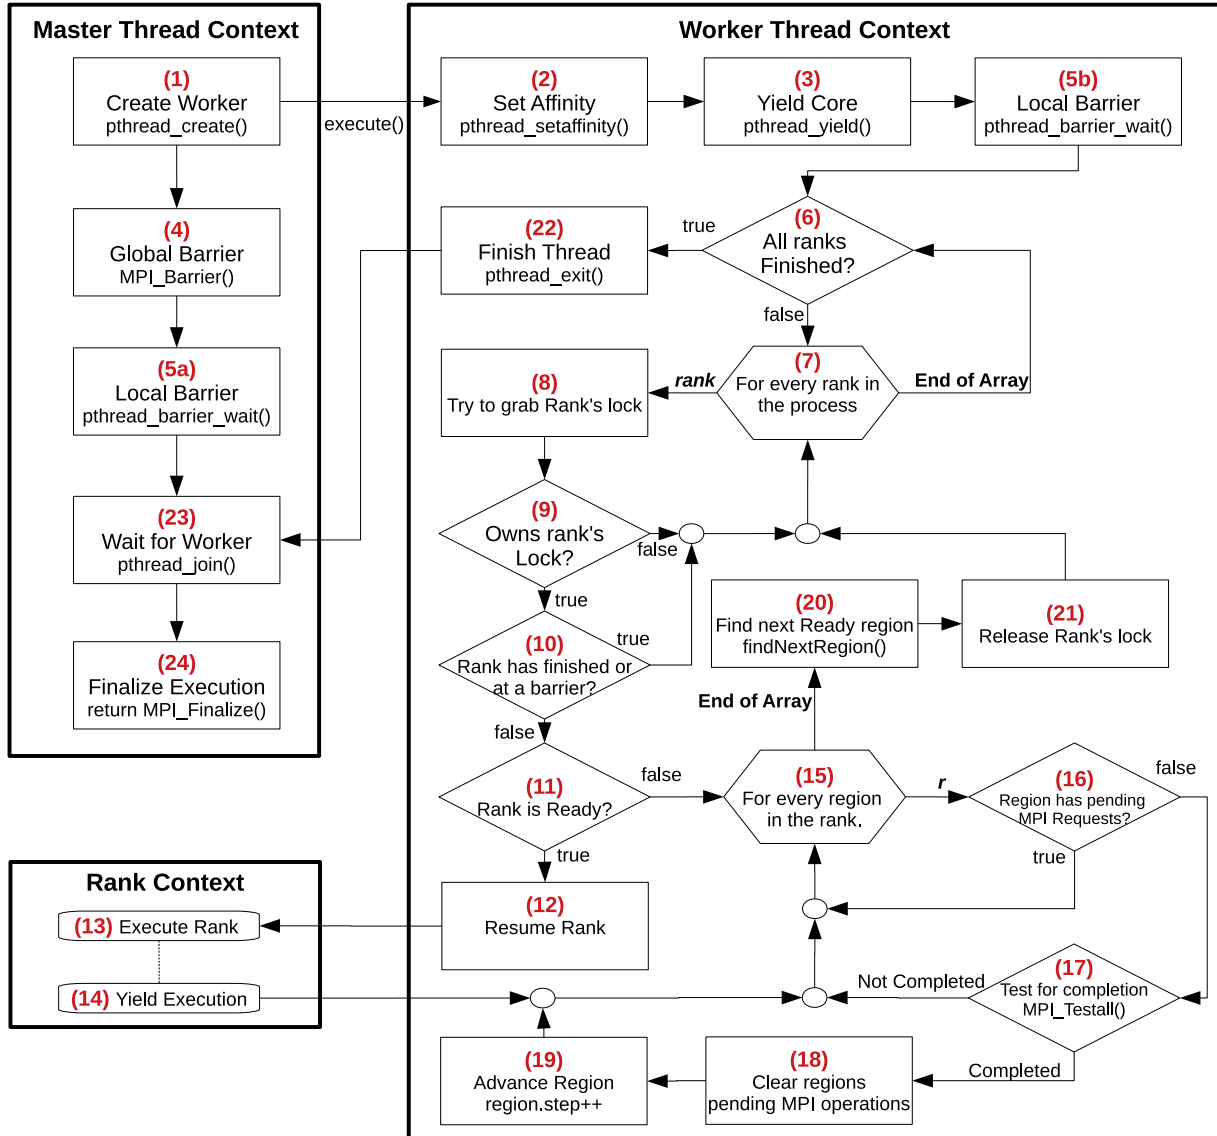 Master Thread Context
(1)
Create Worker
pthread_create()
execute()
(4)
Global Barrier
MPI_Barrier()
(5a)
Local Barrier
pthread_barrier_wait()
(23)
Wait for Worker
pthread_join()
(24)
Finalize Execution
return MPI_Finalize()
Worker Thread Context
(2)
Set Affinity
pthread_setaffinity()
(3)
Yield Core
pthread_yield()
(5b)
Local Barrier
pthread_barrier_wait()
(6)
All ranks
Finished?
true
false
(22)
Finish Thread
pthread_exit()
(7)
For every rank in
the process
rank
End of Array
(8)
Try to grab Rank's lock
(9)
Owns rank's
Lock?
false
true
(10)
Rank has finished or
at a barrier?
true
false
(20)
Find next Ready region
findNextRegion()
(21)
Release Rank's lock
End of Array
(11)
Rank is Ready?
false
true
(15)
For every region
in the rank.
r
(16)
Region has pending
MPI Requests?
false
true
(12)
Resume Rank
(17)
Test for completion
MPI_Testall()
Not Completed
Completed
(18)
Clear regions
pending MPI operations
(19)
Advance Region
region.step++
Rank Context
(13) Execute Rank
(14) Yield Execution